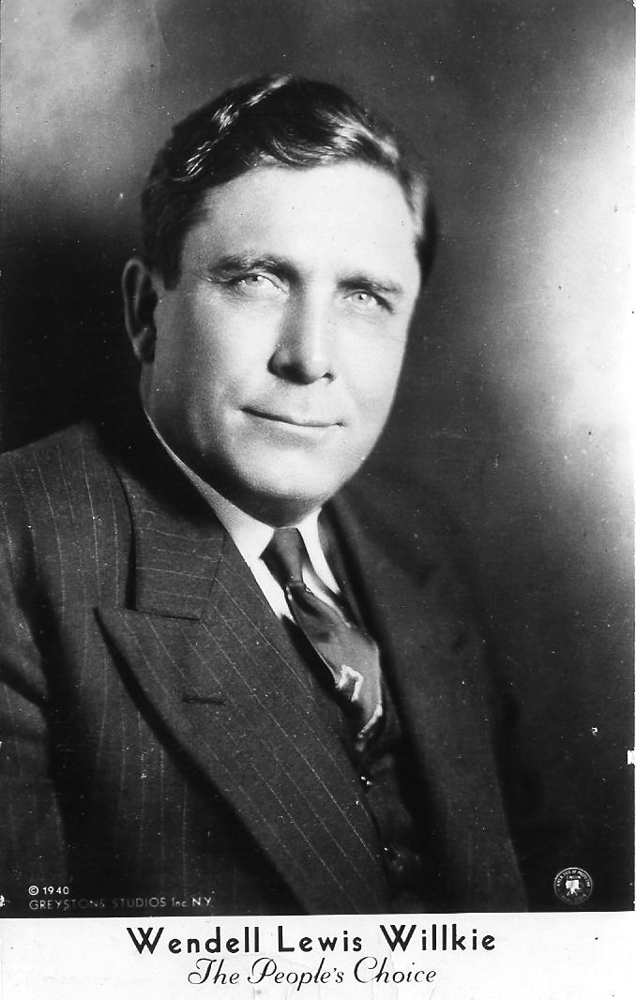 © 1940
GREYSTONE STUDIOS Inc. N.Y.
Wendell Lewis Willkie
The People's Choice